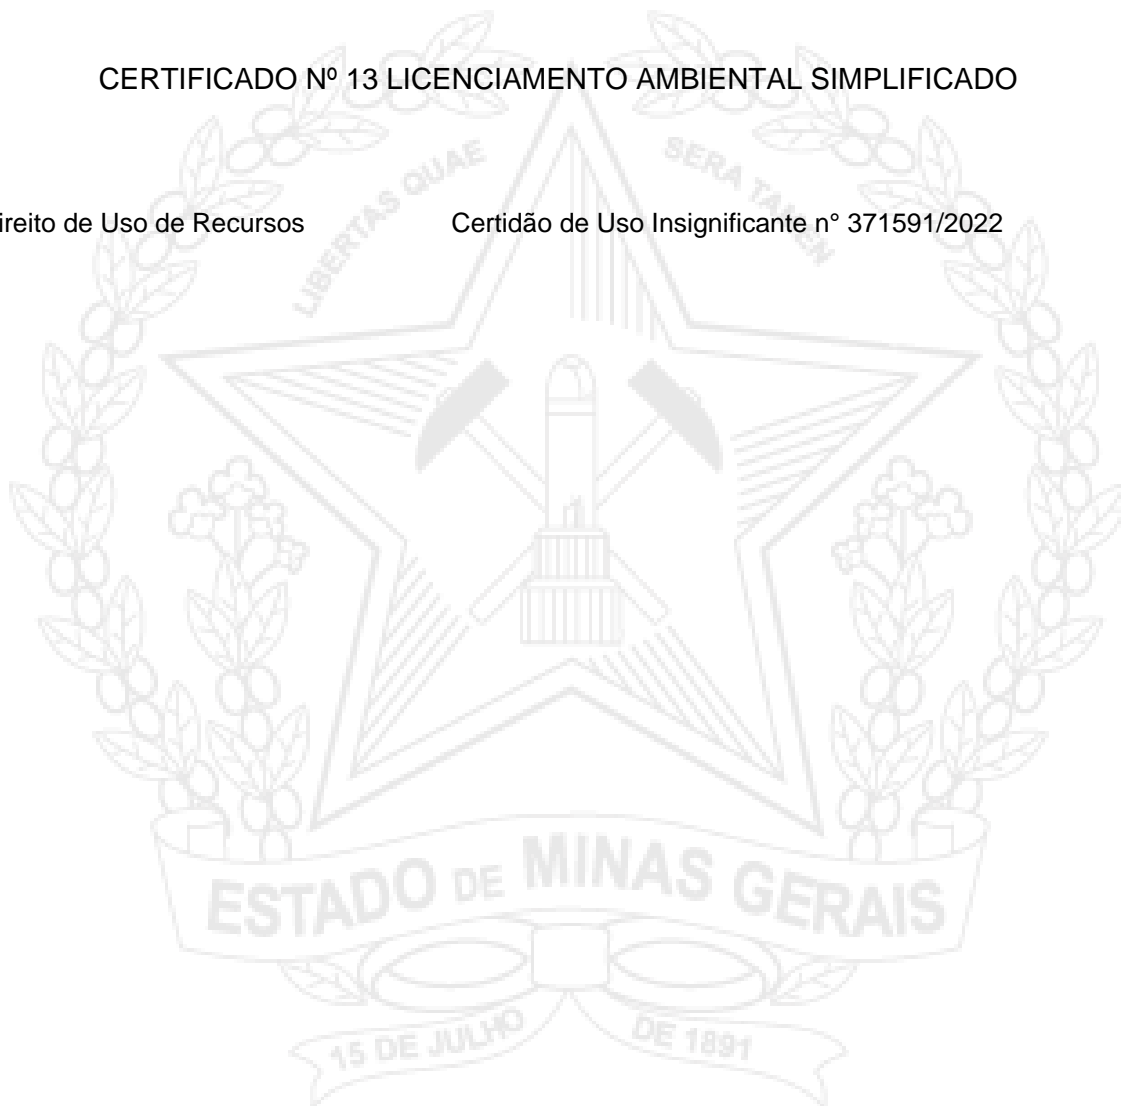 CERTIFICADO Nº 13 LICENCIAMENTO AMBIENTAL SIMPLIFICADO
LIBERTAS QUAE SERA TAMEN
ireito de Uso de Recursos Certidão de Uso Insignificante n° 371591/2022
ESTADO DE MINAS GERAIS
15 DE JULHO DE 1891